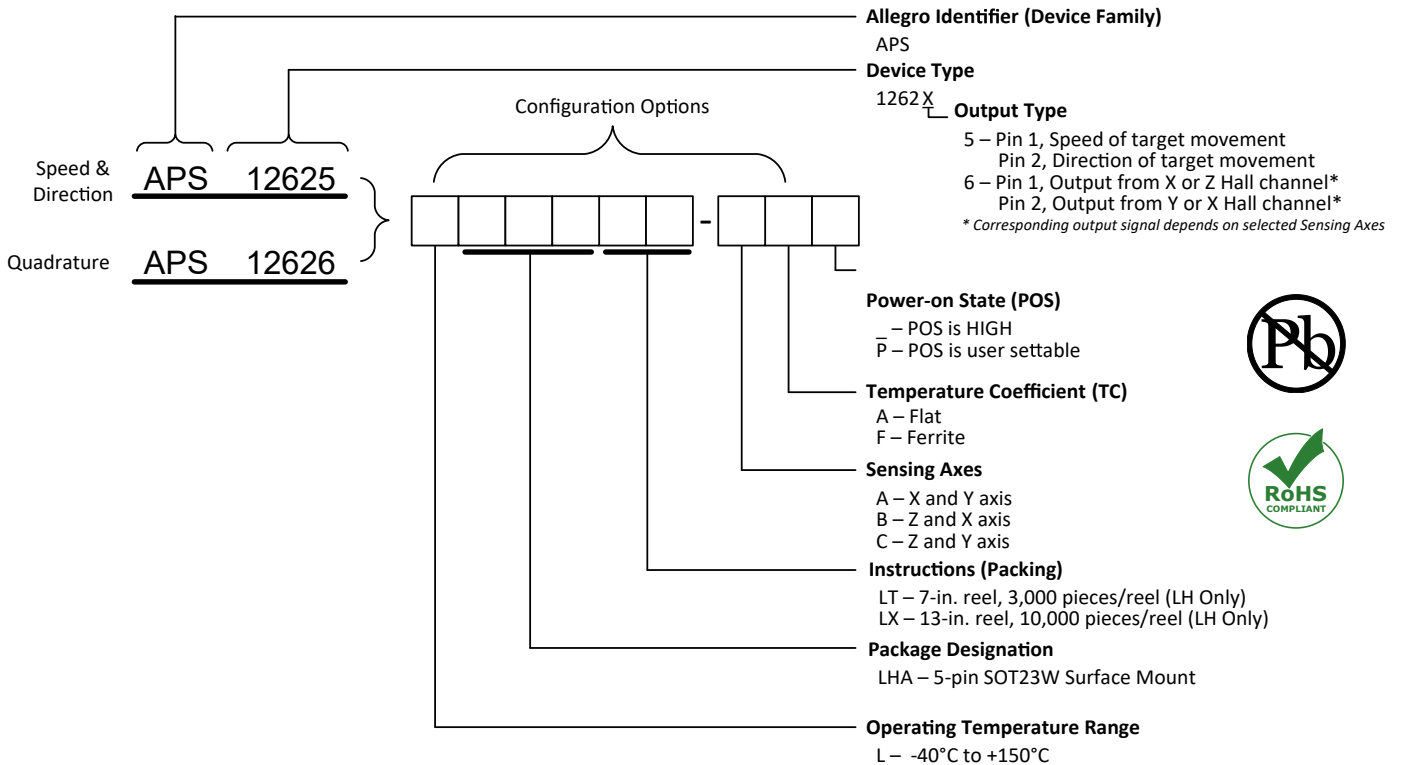 Allegro Identifier (Device Family)
APS
Device Type
1262X
Output Type
5 – Pin 1, Speed of target movement
Pin 2, Direction of target movement
6 – Pin 1, Output from X or Z Hall channel*
Pin 2, Output from Y or X Hall channel*
* Corresponding output signal depends on selected Sensing Axes
Configuration Options
Speed &
Direction
APS 12625
-
Quadrature
APS 12626
Power-on State (POS)
_ – POS is HIGH
P – POS is user settable
Temperature Coefficient (TC)
A – Flat
F – Ferrite
Sensing Axes
A – X and Y axis
B – Z and X axis
C – Z and Y axis
Instructions (Packing)
LT – 7-in. reel, 3,000 pieces/reel (LH Only)
LX – 13-in. reel, 10,000 pieces/reel (LH Only)
Package Designation
LHA – 5-pin SOT23W Surface Mount
Operating Temperature Range
L – -40°C to +150°C
Pb
RoHS
COMPLIANT